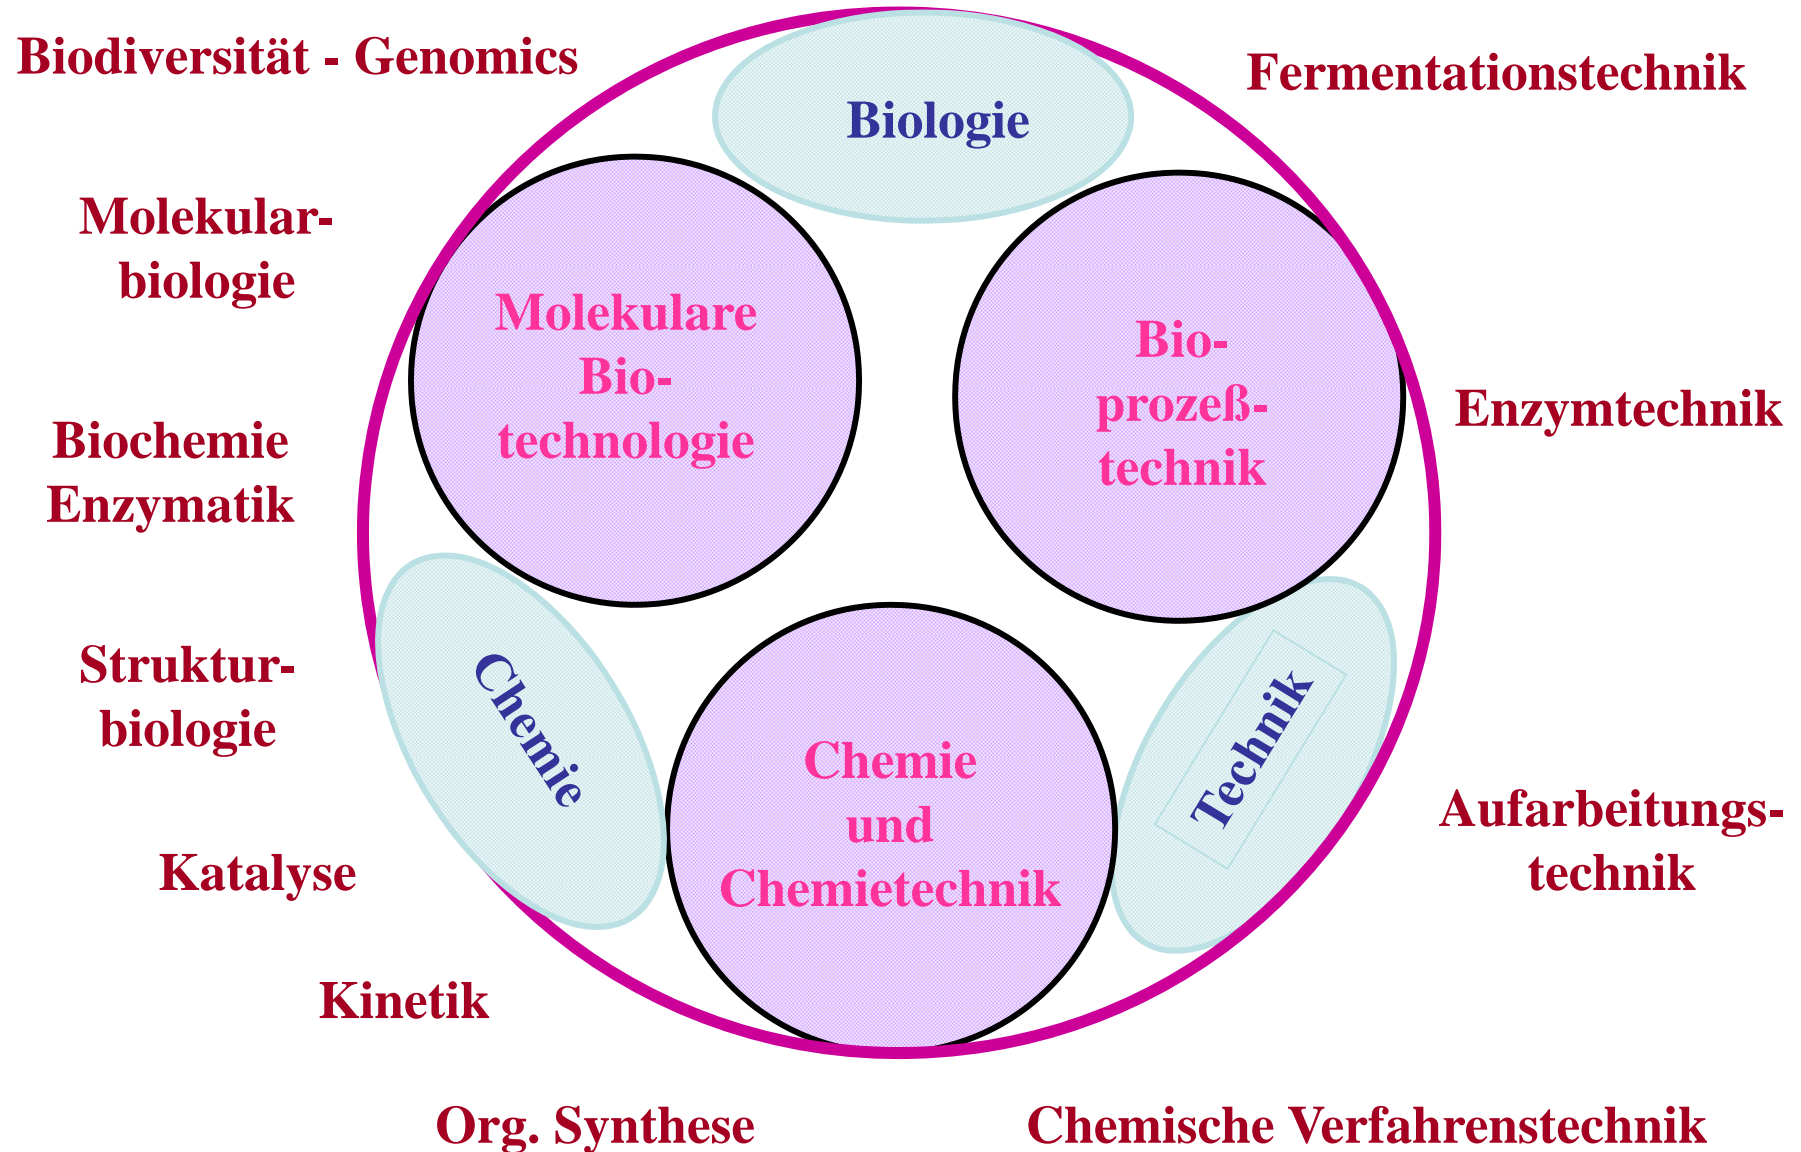 Biodiversität - Genomics
Fermentationstechnik
Biologie
Molekular-
biologie
Molekulare
Bio-
technologie
Bio-
prozeß-
technik
Enzymtechnik
Biochemie
Enzymatik
Struktur-
biologie
Chemie
Technik
Chemie
und
Chemietechnik
Aufarbeitungs-
technik
Katalyse
Kinetik
Org. Synthese
Chemische Verfahrenstechnik